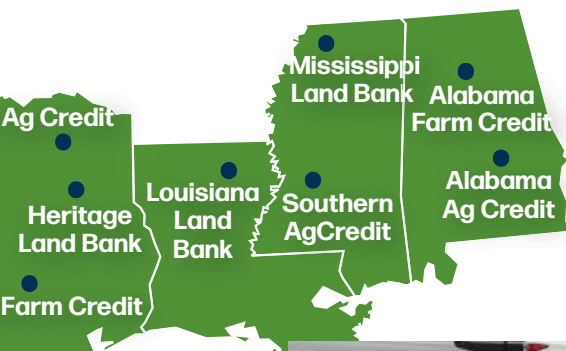 Mississippi
Land Bank
Alabama
Farm Credit
Ag Credit
Alabama
Ag Credit
Louisiana
Land
Bank
Southern
AgCredit
Heritage
Land Bank
Farm Credit